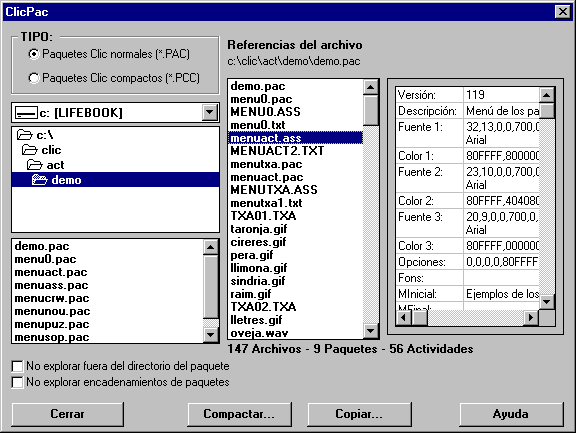 ClicPac
TIPO:
Paquetes Clic normales (*.PAC)
Paquetes Clic compactos (*.PCC)
c: [LIFEBOOK]
c:\
clic
act
demo
demo.pac
menu0.pac
menuact.pac
menuass.pac
menucrw.pac
menunou.pac
menupuz.pac
menusop.pac
No explorar fuera del directorio del paquete
No explorar encadenamientos de paquetes
Referencias del archivo
c:\clic\act\demo\demo.pac
demo.pac
menu0.pac
MENU0.ASS
menu0.txt
menuact.ass
MENUACT2.TXT
menutxa.pac
menuact.pac
MENUTXA.ASS
menutxa1.txt
TXA01.TXA
taronja.gif
cireres.gif
pera.gif
llimona.gif
sindria.gif
raim.gif
TXA02.TXA
lletres.gif
oveja.wav
147 Archivos - 9 Paquetes - 56 Actividades
Versión: 119
Descripción: Menú de los pa
Fuente 1: 32,13,0,0,700,0
Arial
Color 1: 80FFFF,800000
Fuente 2: 23,10,0,0,700,0
Arial
Color 2: 80FFFF,404080
Fuente 3: 20,9,0,0,700,0,
Arial
Color 3: 80FFFF,000000
Opciones: 0,0,0,0,80FFFF
Fons:
MInicial: Ejemplos de los
MFinal:
Cerrar
Compactar...
Copiar...
Ayuda